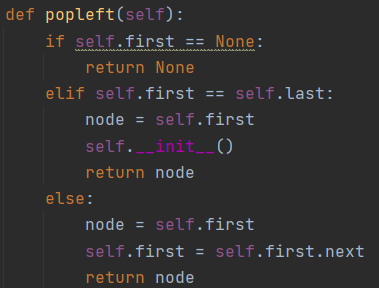 def popleft(self):
    if self.first == None:
        return None
    elif self.first == self.last:
        node = self.first
        self.__init__()
        return node
    else:
        node = self.first
        self.first = self.first.next
        return node